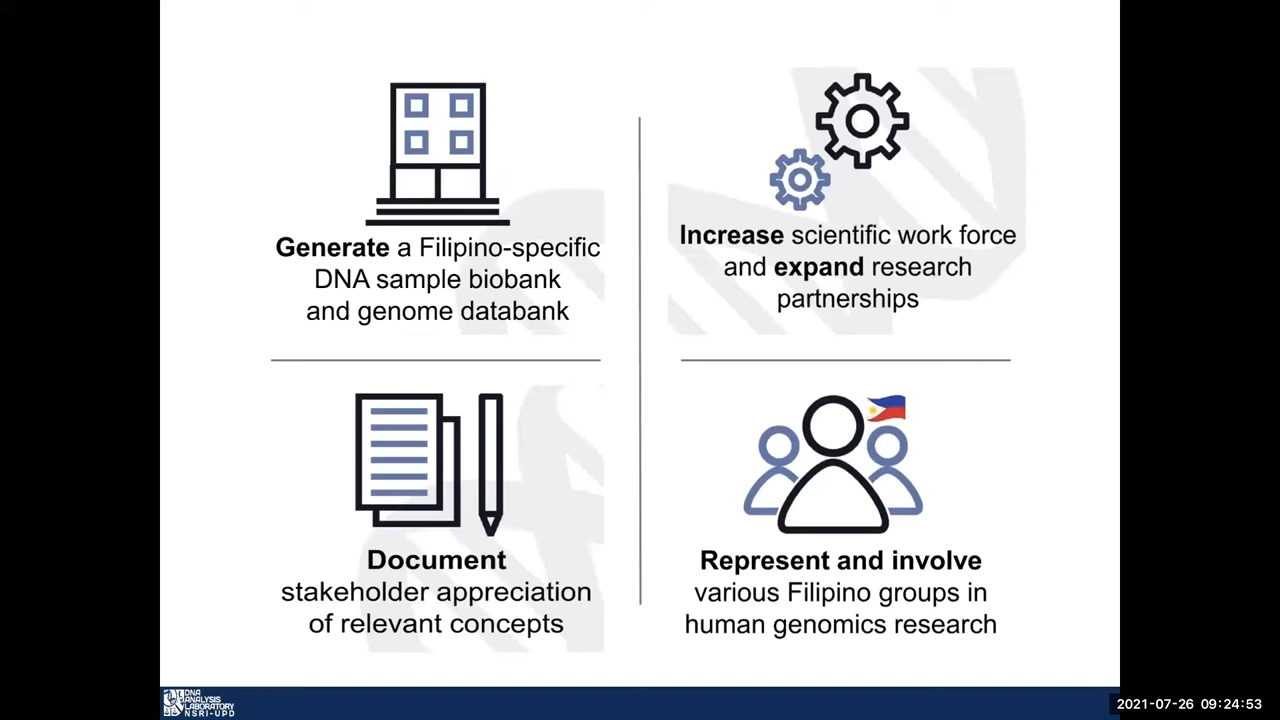 Generate a Filipino-specific
DNA sample biobank
and genome databank
Increase scientific work force
and expand research
partnerships
Document
stakeholder appreciation
of relevant concepts
Represent and involve
various Filipino groups in
human genomics research
DNA
ANALYSIS
LABORATORY
NSRI-UPD
2021-07-26 09:24:53